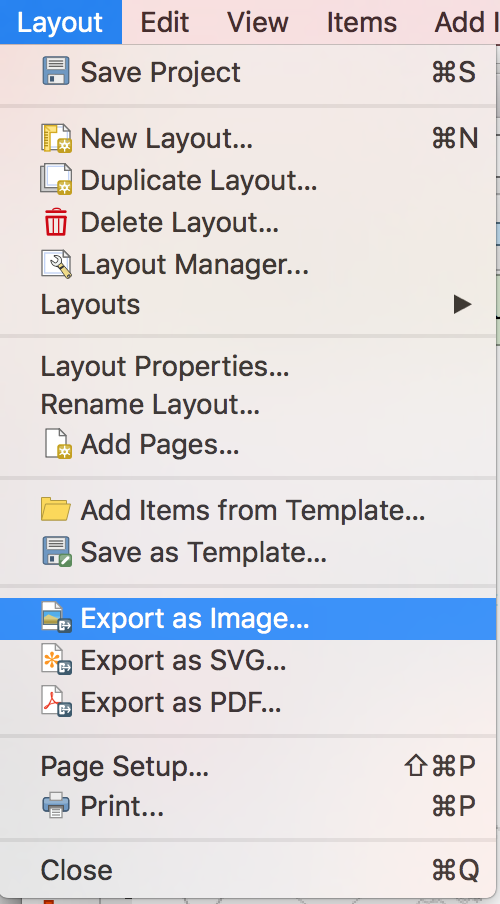 Layout Edit View Items Add I
Save Project ⌘S
New Layout... ⌘N
Duplicate Layout...
Delete Layout...
Layout Manager...
Layouts ▶
Layout Properties...
Rename Layout...
Add Pages...
Add Items from Template...
Save as Template...
Export as Image...
Export as SVG...
Export as PDF...
Page Setup... ⇧⌘P
Print... ⌘P
Close ⌘Q